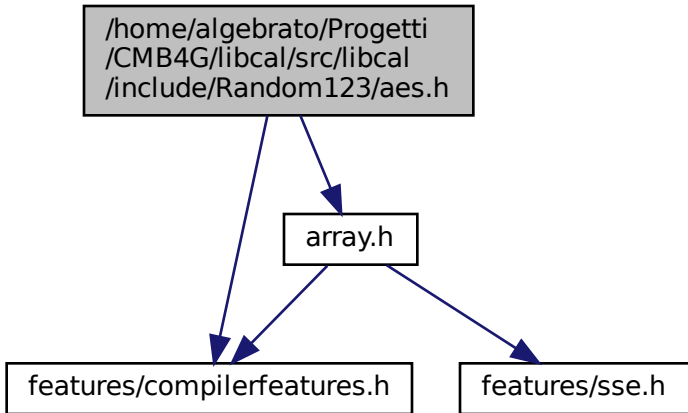 /home/algebrato/Progetti
/CMB4G/libcal/src/libcal
/include/Random123/aes.h
array.h
features/compilerfeatures.h
features/sse.h